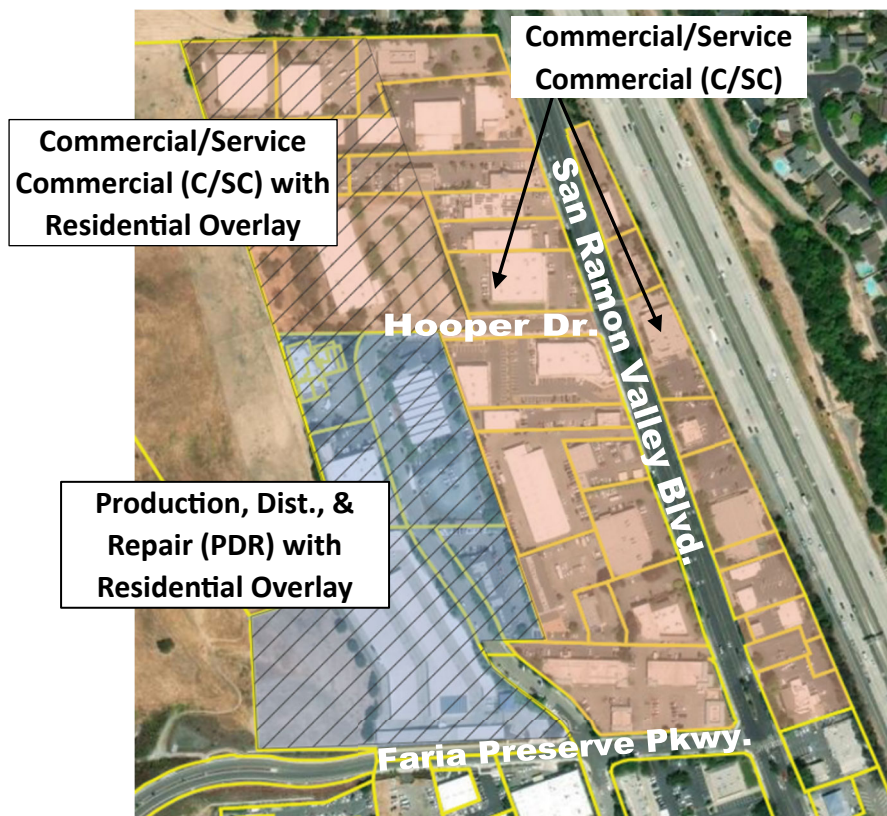 Commercial/Service
Commercial (C/SC)
Commercial/Service
Commercial (C/SC) with
Residential Overlay
San Ramon Valley Blvd.
Hooper Dr.
Production, Dist., &
Repair (PDR) with
Residential Overlay
Faria Preserve Pkwy.